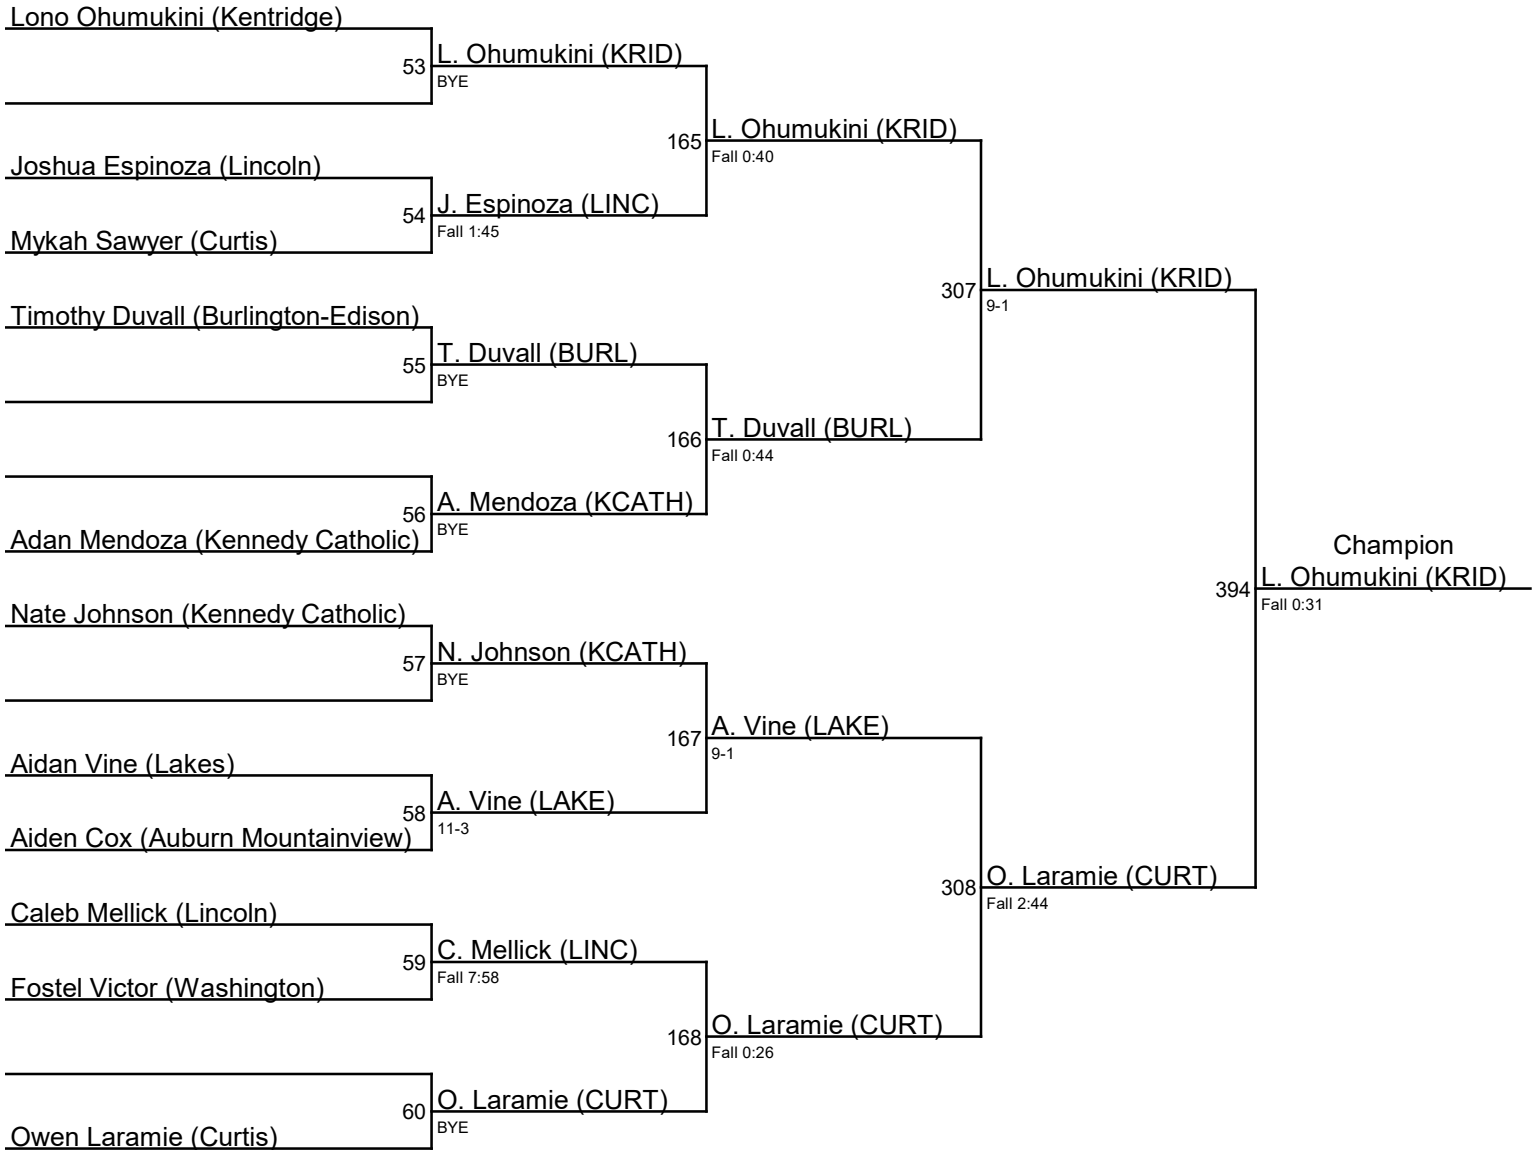 Lono Ohumukini (Kentridge)
53
L. Ohumukini (KRID)
BYE
165
L. Ohumukini (KRID)
Fall 0:40
Joshua Espinoza (Lincoln)
54
J. Espinoza (LINC)
Fall 1:45
Mykah Sawyer (Curtis)
307
L. Ohumukini (KRID)
9-1
Timothy Duvall (Burlington-Edison)
55
T. Duvall (BURL)
BYE
166
T. Duvall (BURL)
Fall 0:44
56
A. Mendoza (KCATH)
BYE
Adan Mendoza (Kennedy Catholic)
Champion
394
L. Ohumukini (KRID)
Fall 0:31
Nate Johnson (Kennedy Catholic)
57
N. Johnson (KCATH)
BYE
167
A. Vine (LAKE)
9-1
Aidan Vine (Lakes)
58
A. Vine (LAKE)
11-3
Aiden Cox (Auburn Mountainview)
308
O. Laramie (CURT)
Fall 2:44
Caleb Mellick (Lincoln)
59
C. Mellick (LINC)
Fall 7:58
Fostel Victor (Washington)
168
O. Laramie (CURT)
Fall 0:26
60
O. Laramie (CURT)
BYE
Owen Laramie (Curtis)